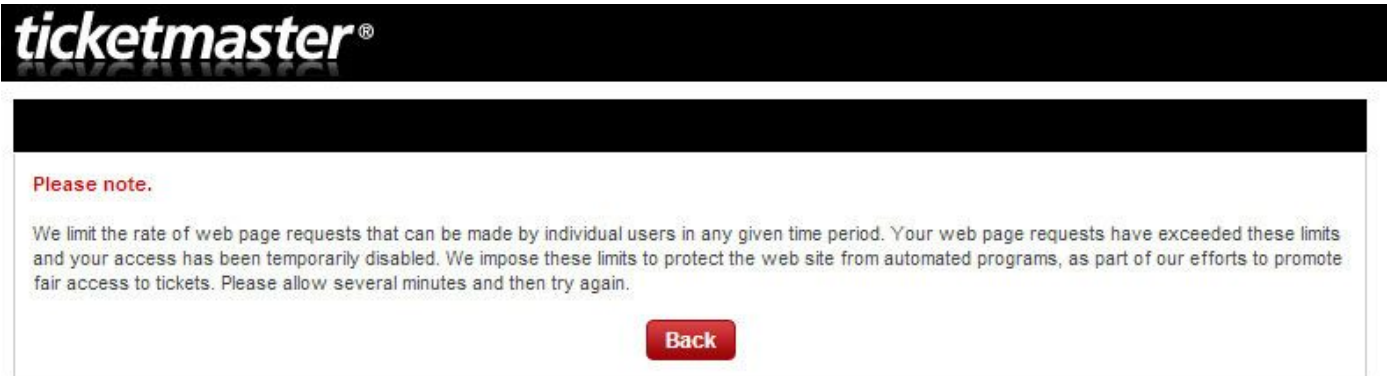 ticketmaster®
Please note.
We limit the rate of web page requests that can be made by individual users in any given time period. Your web page requests have exceeded these limits
and your access has been temporarily disabled. We impose these limits to protect the web site from automated programs, as part of our efforts to promote
fair access to tickets. Please allow several minutes and then try again.
Back